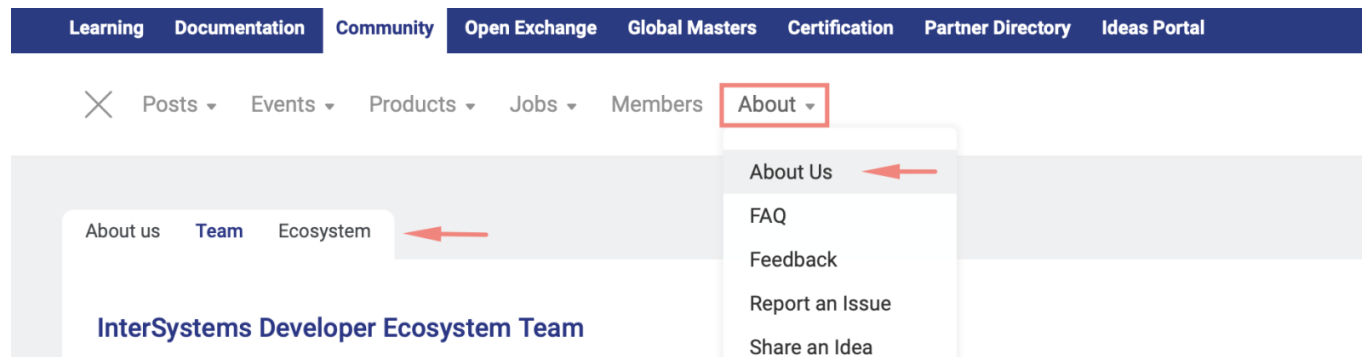 Learning Documentation Community Open Exchange Global Masters Certification Partner Directory Ideas Portal
Posts Events Products Jobs Members About
About Us
FAQ
Feedback
Report an Issue
Share an Idea
About us Team Ecosystem
InterSystems Developer Ecosystem Team